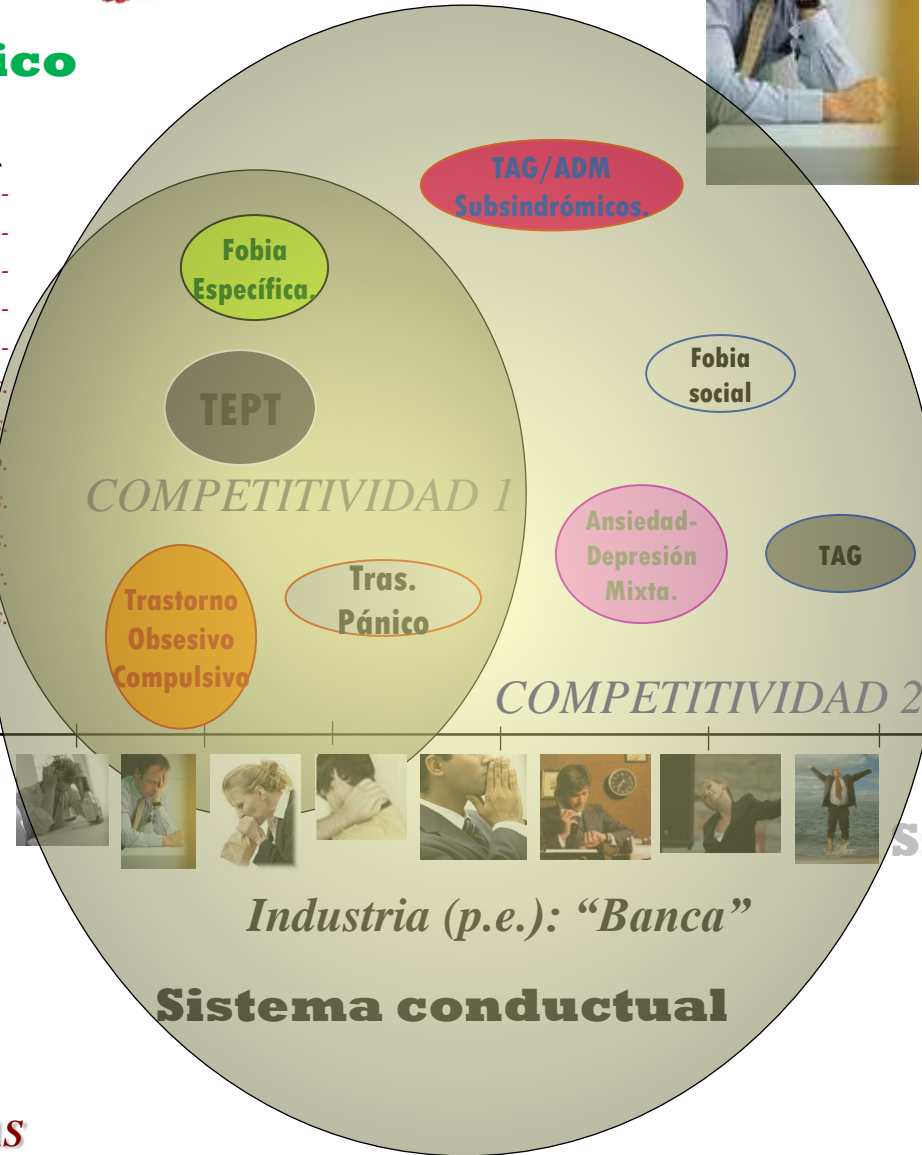 ico
TAG/ADM
Subsindrómicos.
Fobia
Específica.
Fobia
social
TEPT
COMPETITIVIDAD 1
Ansiedad-
Depresión
Mixta.
TAG
Tras.
Pánico
Trastorno
Obsesivo
Compulsivo
COMPETITIVIDAD 2
s
Industria (p.e.): “Banca”
Sistema conductual
as